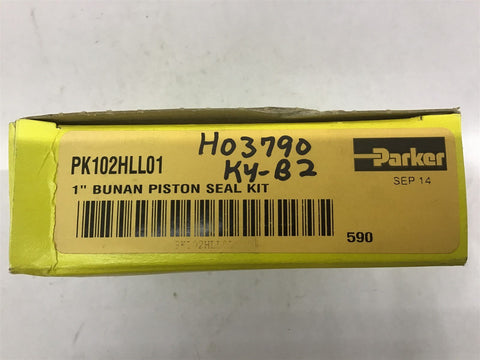 H03790
KY-B2
PK102HLL01
1" BUNAN PISTON SEAL KIT
Parker
SEP 14
590